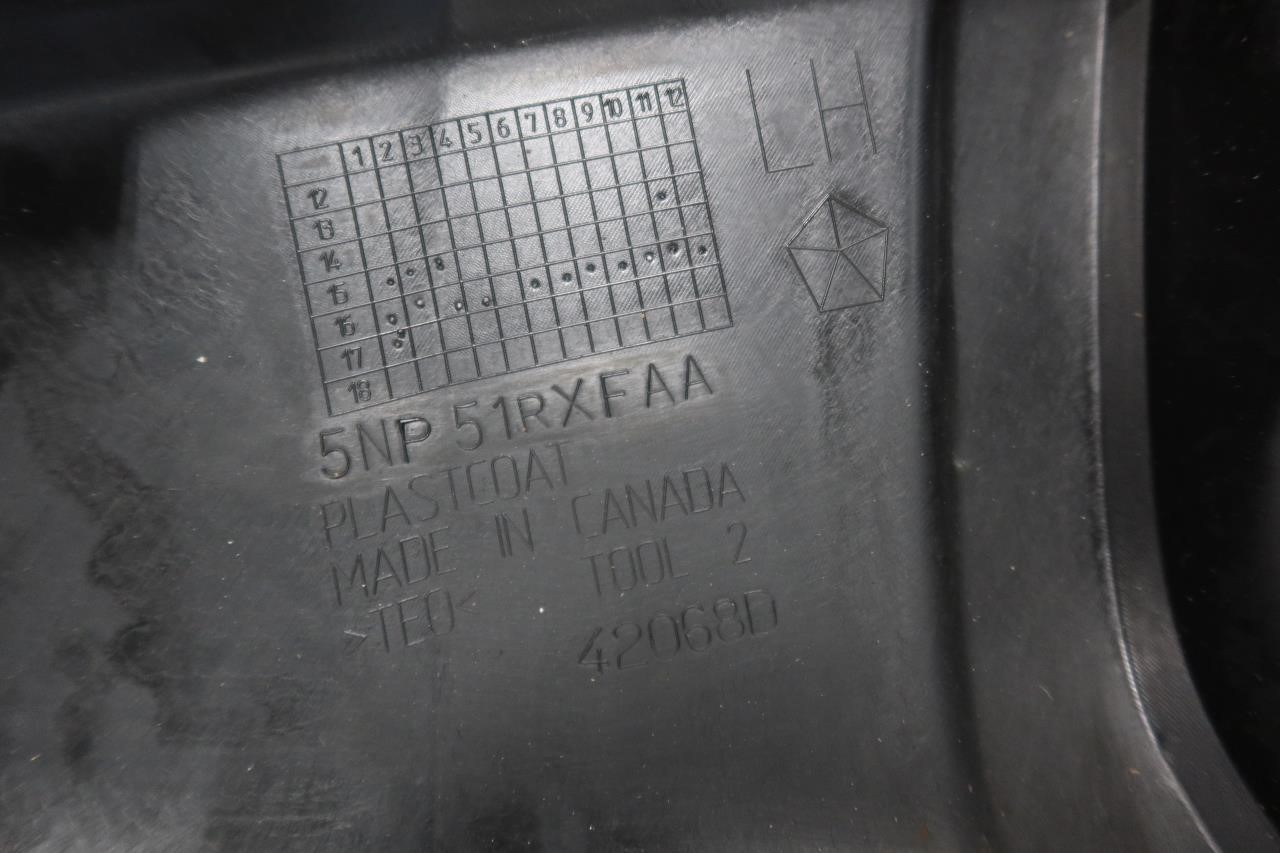 1 2 3 4 5 6 7 8 9 10 11 12
12
13
14
15
16
17
18
LH
5NP 51RXFAA
PLASTCOAT
MADE IN CANADA
>TEO< TOOL 2
42068D